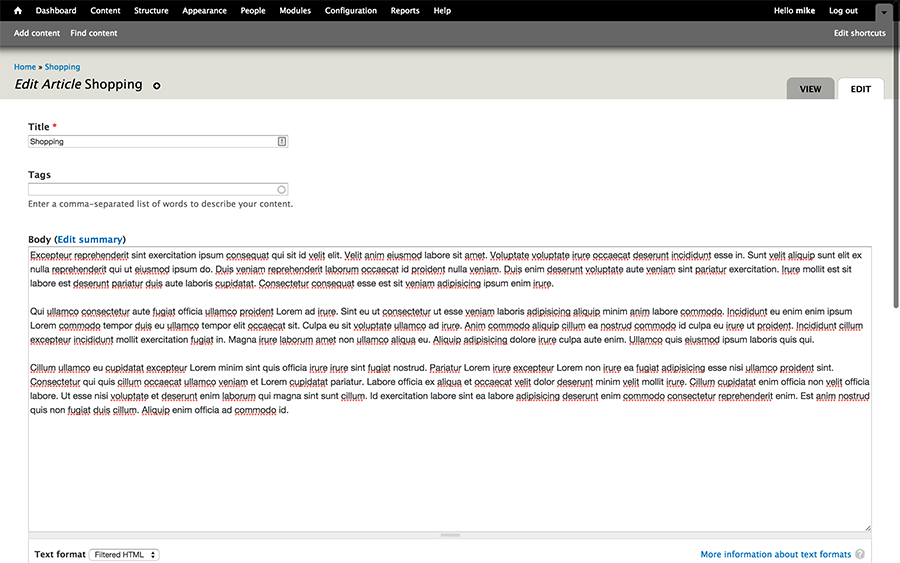 Dashboard Content Structure Appearance People Modules Configuration Reports Help Hello mike Log out
Add content Find content Edit shortcuts
Home » Shopping
Edit Article Shopping
VIEW EDIT
Title *
Shopping
Tags
Enter a comma-separated list of words to describe your content.
Body (Edit summary)
Excepteur reprehenderit sint exercitation ipsum consequat qui sit id velit elit. Velit anim eiusmod labore sit amet. Voluptate voluptate irure occaecat deserunt incididunt esse in. Sunt velit aliquip sunt elit ex
nulla reprehenderit qui ut eiusmod ipsum do. Duis veniam reprehenderit laborum occaecat id proident nulla veniam. Duis enim deserunt voluptate aute veniam sint pariatur exercitation. Irure mollit est sit
labore est deserunt pariatur duis aute laboris cupidatat. Consectetur consequat esse est sit veniam adipisicing ipsum enim irure.
Qui ullamco consectetur aute fugiat officia ullamco proident Lorem ad irure. Sint eu ut consectetur ut esse veniam laboris adipisicing aliquip minim anim labore commodo. Incididunt eu enim enim ipsum
Lorem commodo tempor duis eu ullamco tempor elit occaecat sit. Culpa eu sit voluptate ullamco ad irure. Anim commodo aliquip cillum ea nostrud commodo id culpa eu irure ut proident. Incididunt cillum
excepteur incididunt mollit exercitation fugiat in. Magna irure laborum amet non ullamco aliqua eu. Aliquip adipisicing dolore irure culpa aute enim. Ullamco quis eiusmod ipsum laboris quis qui.
Cillum ullamco eu cupidatat excepteur Lorem minim sint quis officia irure irure sint fugiat nostrud. Pariatur Lorem irure excepteur Lorem non irure ea fugiat adipisicing esse nisi ullamco proident sint.
Consectetur qui quis cillum occaecat ullamco veniam et Lorem cupidatat pariatur. Labore officia ex aliqua et occaecat velit dolor deserunt minim velit mollit irure. Cillum cupidatat enim officia non velit officia
labore. Ut esse nisi voluptate et deserunt enim laborum qui magna sint sunt cillum. Id exercitation labore sint ea labore adipisicing deserunt enim commodo consectetur reprehenderit enim. Est anim nostrud
quis non fugiat duis cillum. Aliquip enim officia ad commodo id.
Text format Filtered HTML More information about text formats ?